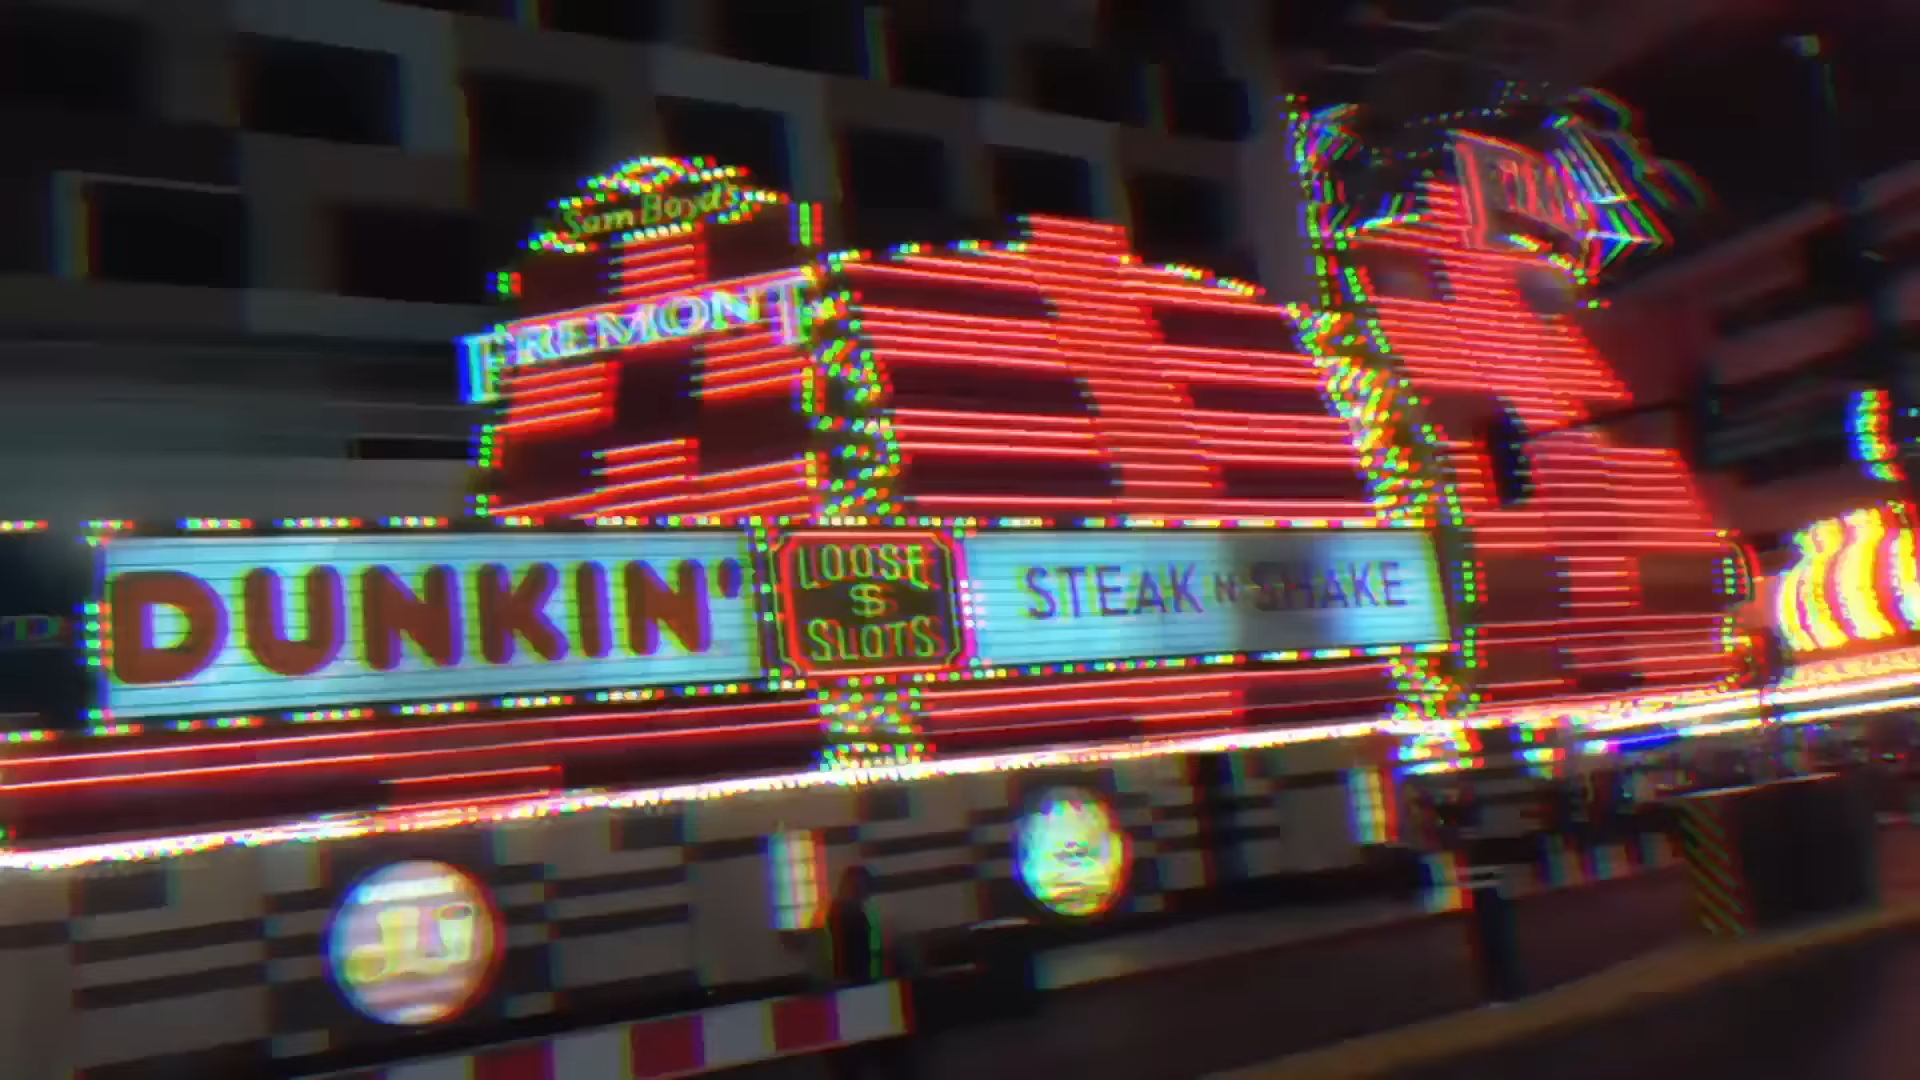 Sam Boyd's
FREMONT
DUNKIN'
LOOSE
$
SLOTS
STEAK N SHAKE